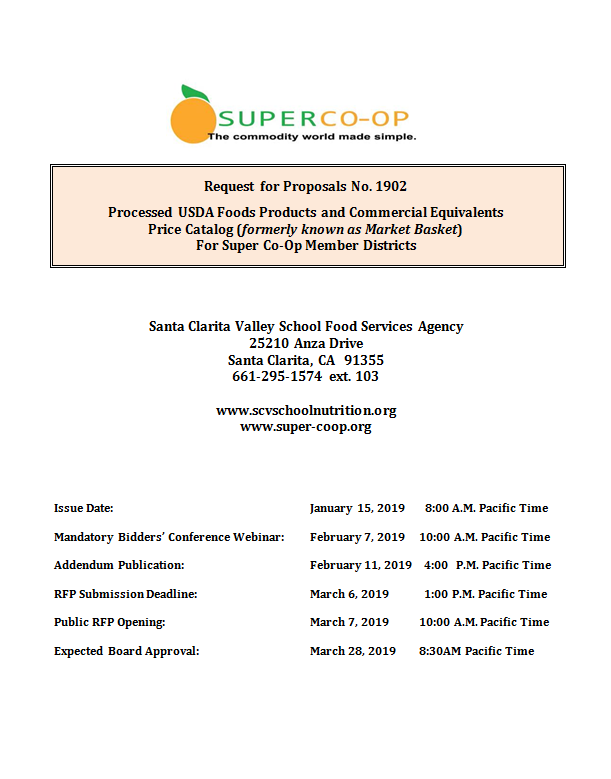 SUPERCO-OP
The commodity world made simple.
Request for Proposals No. 1902
Processed USDA Foods Products and Commercial Equivalents
Price Catalog (formerly known as Market Basket)
For Super Co-Op Member Districts
Santa Clarita Valley School Food Services Agency
25210 Anza Drive
Santa Clarita, CA 91355
661-295-1574 ext. 103
www.scvschoolnutrition.org
www.super-coop.org
Issue Date: January 15, 2019 8:00 A.M. Pacific Time
Mandatory Bidders’ Conference Webinar: February 7, 2019 10:00 A.M. Pacific Time
Addendum Publication: February 11, 2019 4:00 P.M. Pacific Time
RFP Submission Deadline: March 6, 2019 1:00 P.M. Pacific Time
Public RFP Opening: March 7, 2019 10:00 A.M. Pacific Time
Expected Board Approval: March 28, 2019 8:30AM Pacific Time